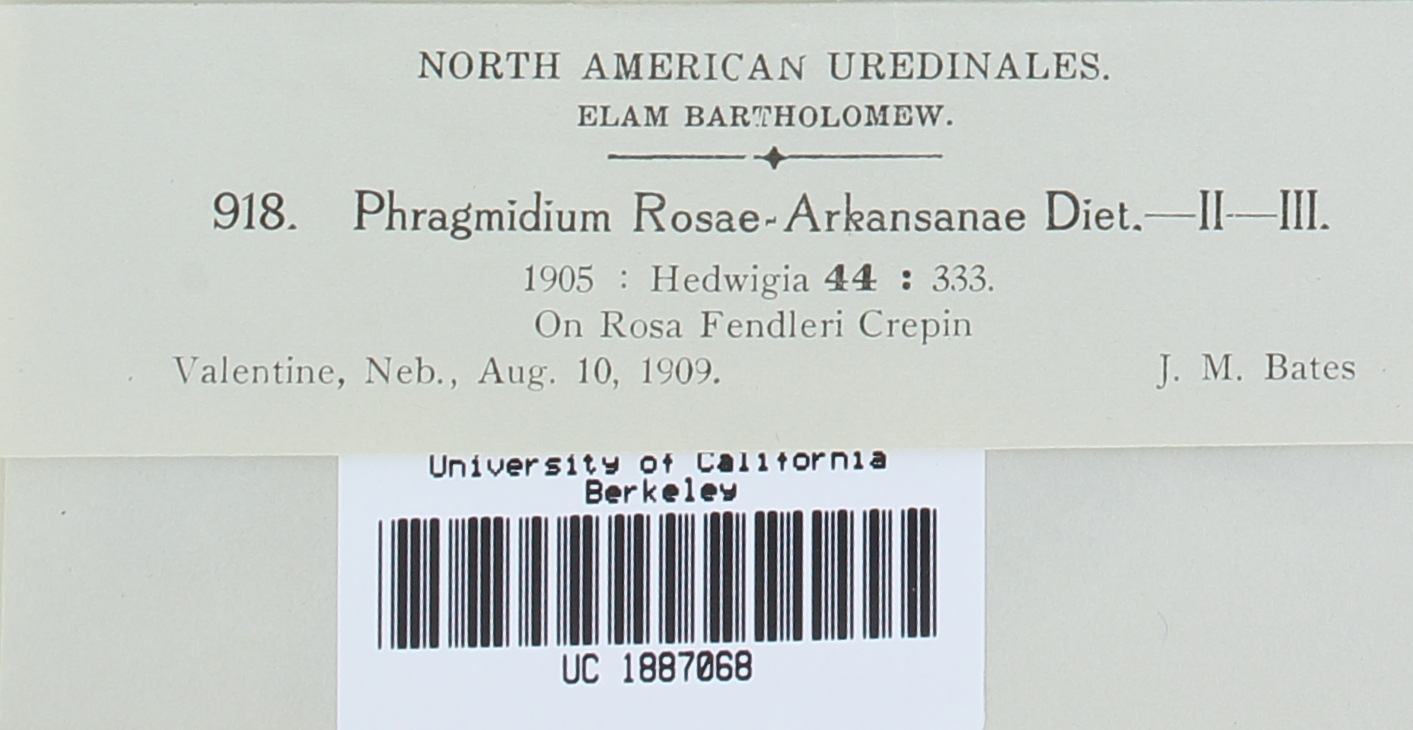 NORTH AMERICAN UREDINALES.
ELAM BARTHOLOMEW.
918. Phragmidium Rosae-Arkansanae Diet.—II—III.
1905 : Hedwigia 44 : 333.
On Rosa Fendleri Crepin
Valentine, Neb., Aug. 10, 1909. J. M. Bates
University of California
Berkeley
UC 1887068